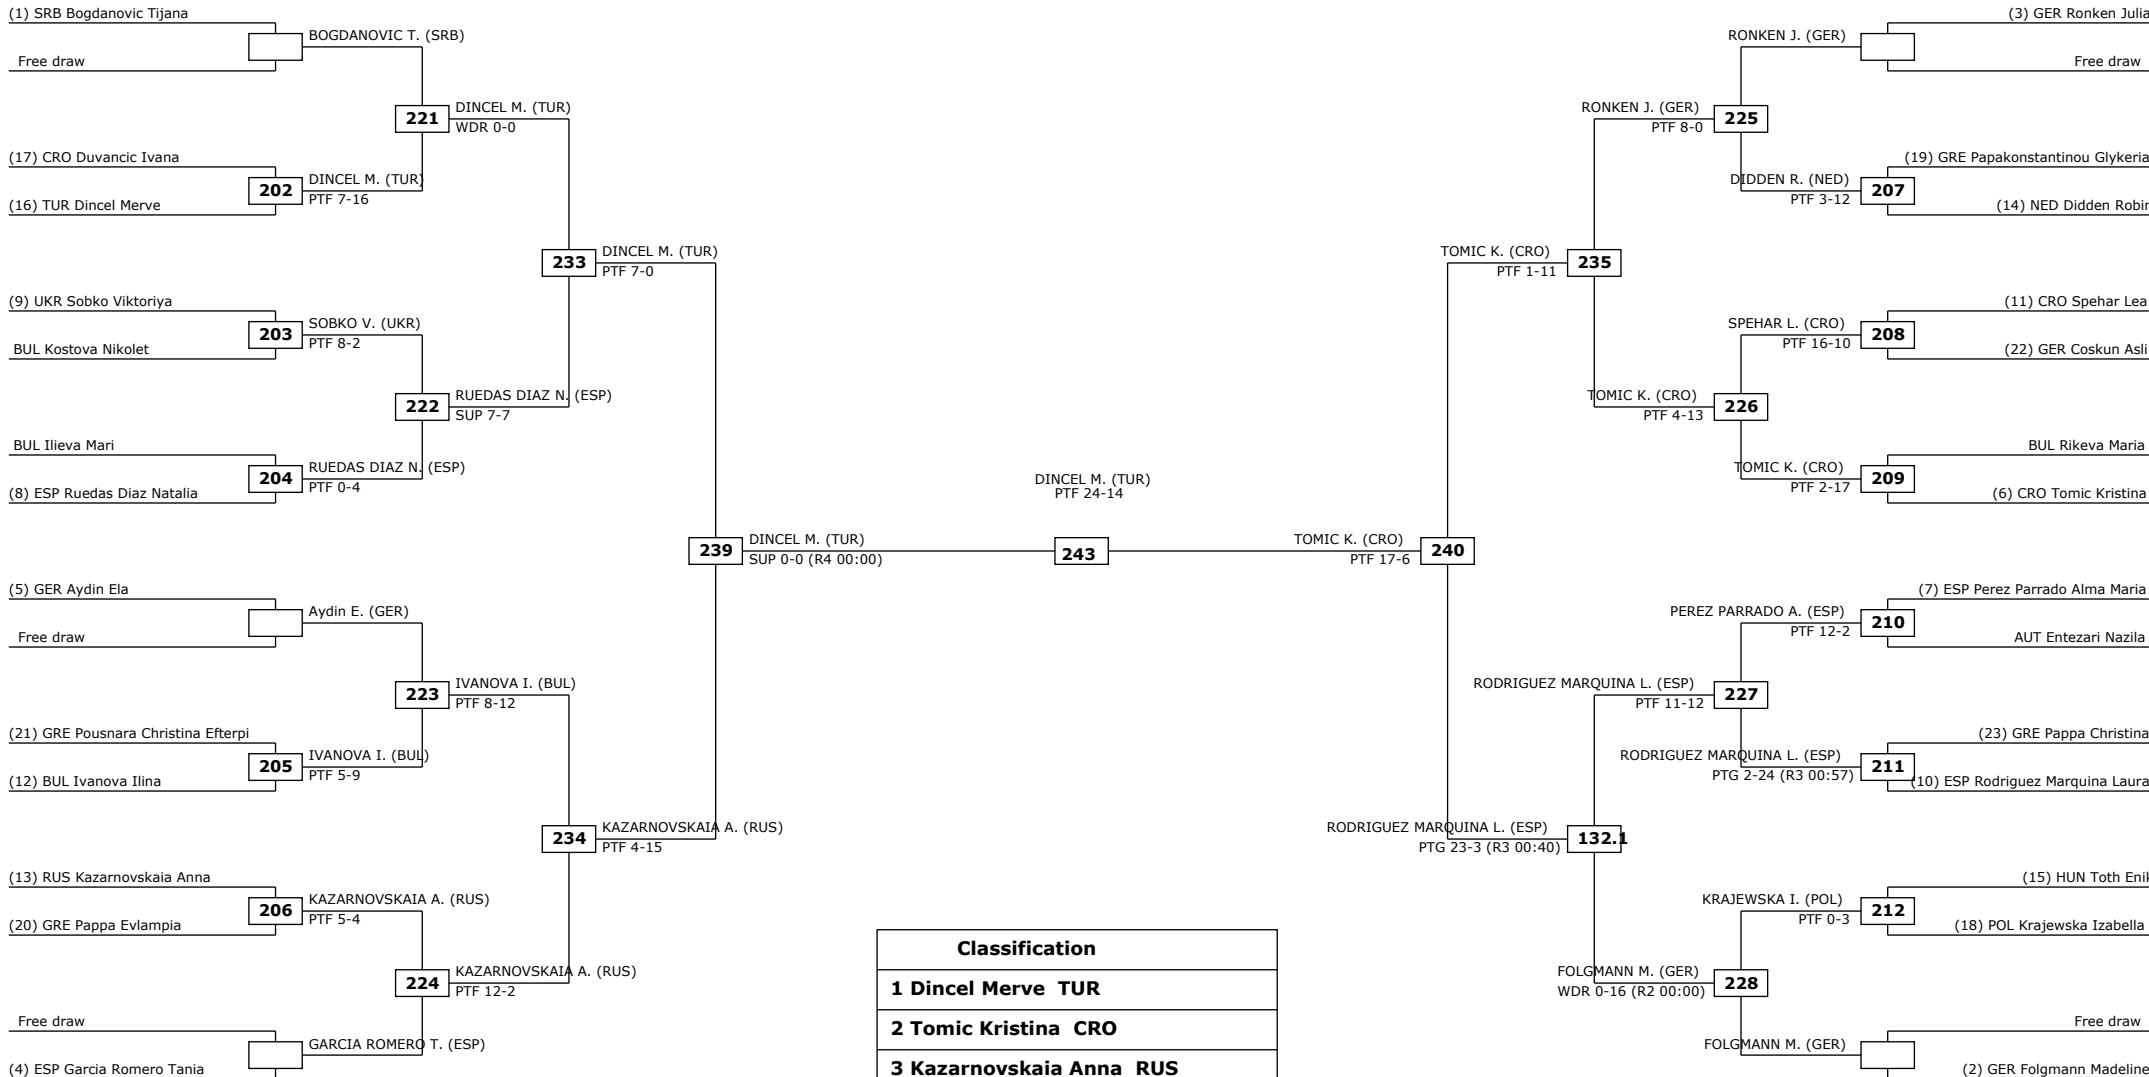 (1) SRB Bogdanovic Tijana
BOGDANOVIC T. (SRB)
Free draw
221
DINCEL M. (TUR)
WDR 0-0
(17) CRO Duvancic Ivana
202
DINCEL M. (TUR)
PTF 7-16
(16) TUR Dincel Merve
233
DINCEL M. (TUR)
PTF 7-0
(9) UKR Sobko Viktoriya
203
SOBKO V. (UKR)
PTF 8-2
BUL Kostova Nikolet
222
RUEDAS DIAZ N. (ESP)
SUP 7-7
BUL Ilieva Mari
204
RUEDAS DIAZ N. (ESP)
PTF 0-4
(8) ESP Ruedas Diaz Natalia
239
DINCEL M. (TUR)
SUP 0-0 (R4 00:00)
(5) GER Aydin Ela
Aydin E. (GER)
Free draw
223
IVANOVA I. (BUL)
PTF 8-12
(21) GRE Pousnara Christina Efterpi
205
IVANOVA I. (BUL)
PTF 5-9
(12) BUL Ivanova Ilina
234
KAZARNOVSKAIA A. (RUS)
PTF 4-15
(13) RUS Kazarnovskaia Anna
206
KAZARNOVSKAIA A. (RUS)
PTF 5-4
(20) GRE Pappa Evlampia
224
KAZARNOVSKAIA A. (RUS)
PTF 12-2
Free draw
GARCIA ROMERO T. (ESP)
(4) ESP Garcia Romero Tania
DINCEL M. (TUR)
PTF 24-14
243
Classification
1 Dincel Merve TUR
2 Tomic Kristina CRO
3 Kazarnovskaia Anna RUS
(3) GER Ronken Julia
RONKEN J. (GER)
Free draw
RONKEN J. (GER)
PTF 8-0
225
(19) GRE Papakonstantinou Glykeria
DIDDEN R. (NED)
PTF 3-12
207
(14) NED Didden Robin
TOMIC K. (CRO)
PTF 1-11
235
(11) CRO Spehar Lea
SPEHAR L. (CRO)
PTF 16-10
208
(22) GER Coskun Asli
TOMIC K. (CRO)
PTF 4-13
226
BUL Rikeva Maria
TOMIC K. (CRO)
PTF 2-17
209
(6) CRO Tomic Kristina
TOMIC K. (CRO)
PTF 17-6
240
(7) ESP Perez Parrado Alma Maria
PEREZ PARRADO A. (ESP)
PTF 12-2
210
AUT Entezari Nazila
RODRIGUEZ MARQUINA L. (ESP)
PTF 11-12
227
(23) GRE Pappa Christina
RODRIGUEZ MARQUINA L. (ESP)
PTG 2-24 (R3 00:57)
211
(10) ESP Rodriguez Marquina Laura
RODRIGUEZ MARQUINA L. (ESP)
PTG 23-3 (R3 00:40)
132.1
(15) HUN Toth
KRAJEWSKA I. (POL)
PTF 0-3
212
(18) POL Krajewska Izabella
FOLGMANN M. (GER)
WDR 0-16 (R2 00:00)
228
Free draw
FOLGMANN M. (GER)
(2) GER Folgmann Madeline